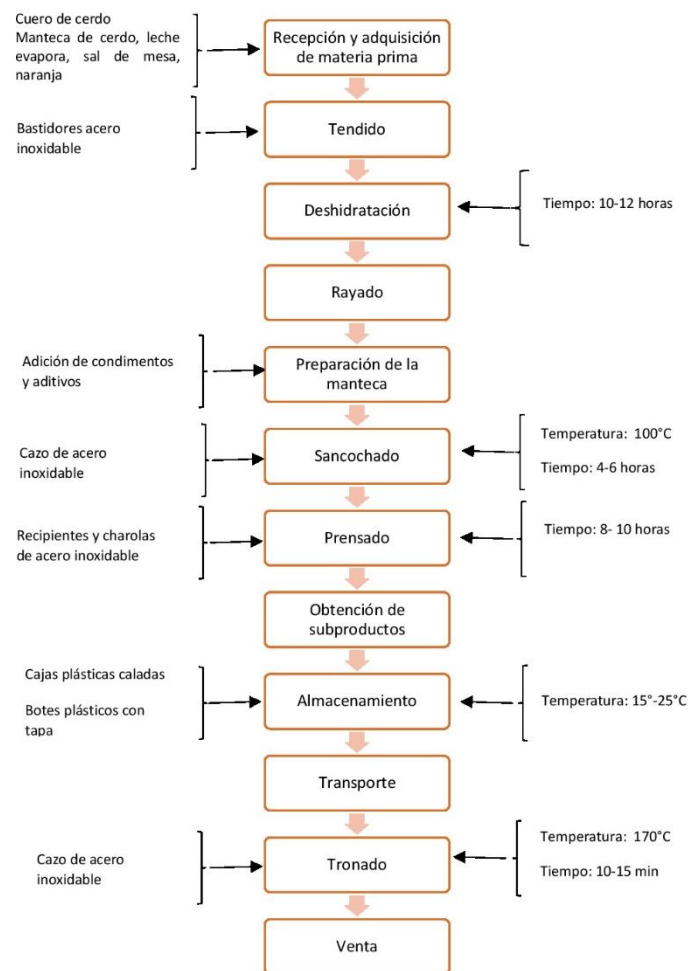 Cuero de cerdo
Manteca de cerdo, leche
evapora, sal de mesa,
naranja
Recepción y adquisición
de materia prima
Bastidores acero
inoxidable
Tendido
Deshidratación
Tiempo: 10-12 horas
Rayado
Adición de condimentos
y aditivos
Preparación de la
manteca
Cazo de acero
inoxidable
Sancochado
Temperatura: 100°C
Tiempo: 4-6 horas
Recipientes y charolas
de acero inoxidable
Prensado
Tiempo: 8- 10 horas
Obtención de
subproductos
Cajas plásticas caladas
Botes plásticos con
tapa
Almacenamiento
Temperatura: 15°-25°C
Transporte
Cazo de acero
inoxidable
Tronado
Temperatura: 170°C
Tiempo: 10-15 min
Venta